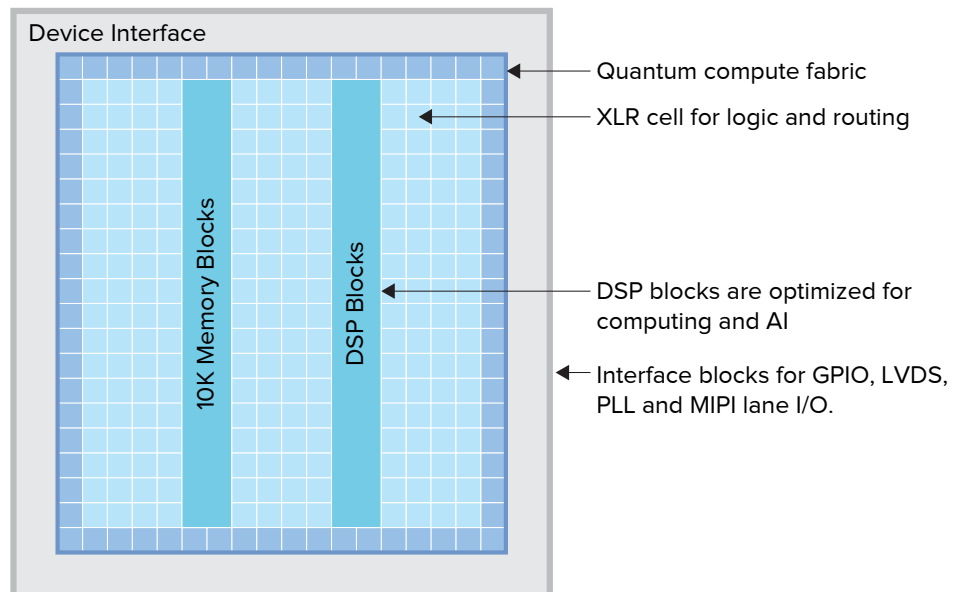 Device Interface
Quantum compute fabric
XLR cell for logic and routing
10K Memory Blocks
DSP Blocks
DSP blocks are optimized for
computing and AI
Interface blocks for GPIO, LVDS,
PLL and MIPI lane I/O.